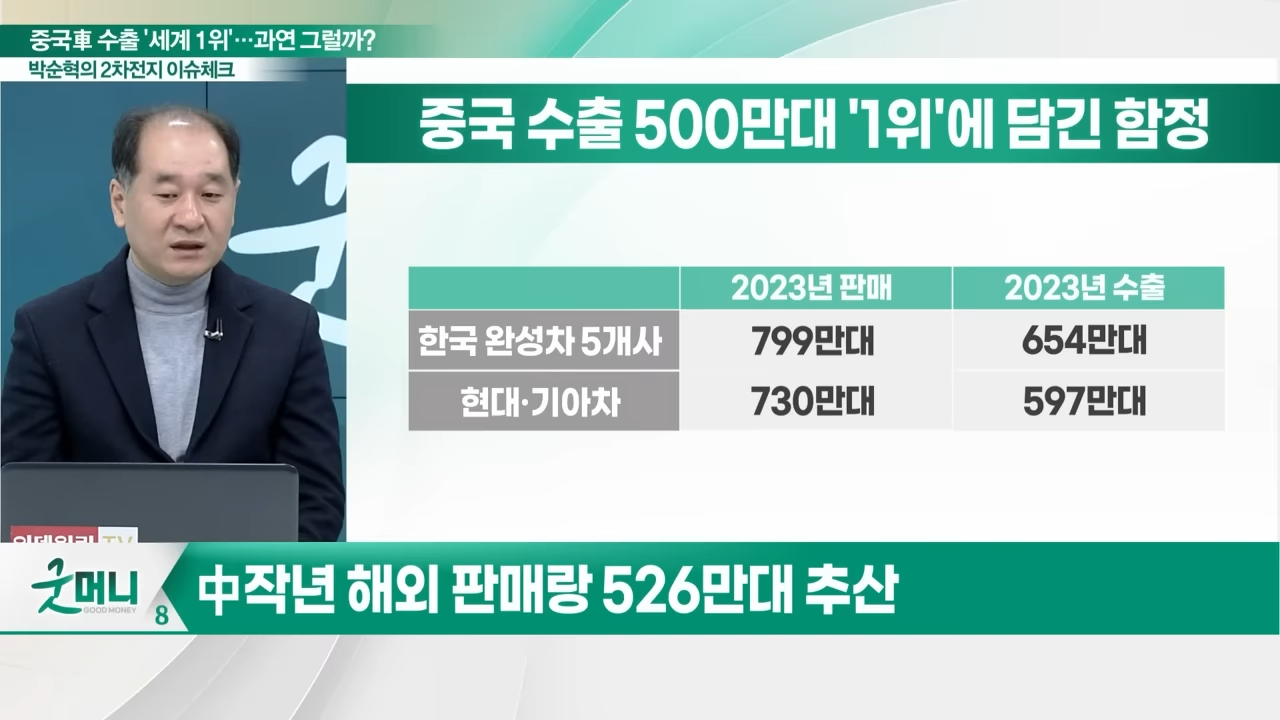 중국車 수출 '세계 1위'…과연 그럴까?
박순혁의 2차전지 이슈체크
중국 수출 500만대 '1위'에 담긴 함정
2023년 판매 2023년 수출
한국 완성차 5개사 799만대 654만대
현대·기아차 730만대 597만대
TV
굿머니
GOOD MONEY
8
中작년 해외 판매량 526만대 추산